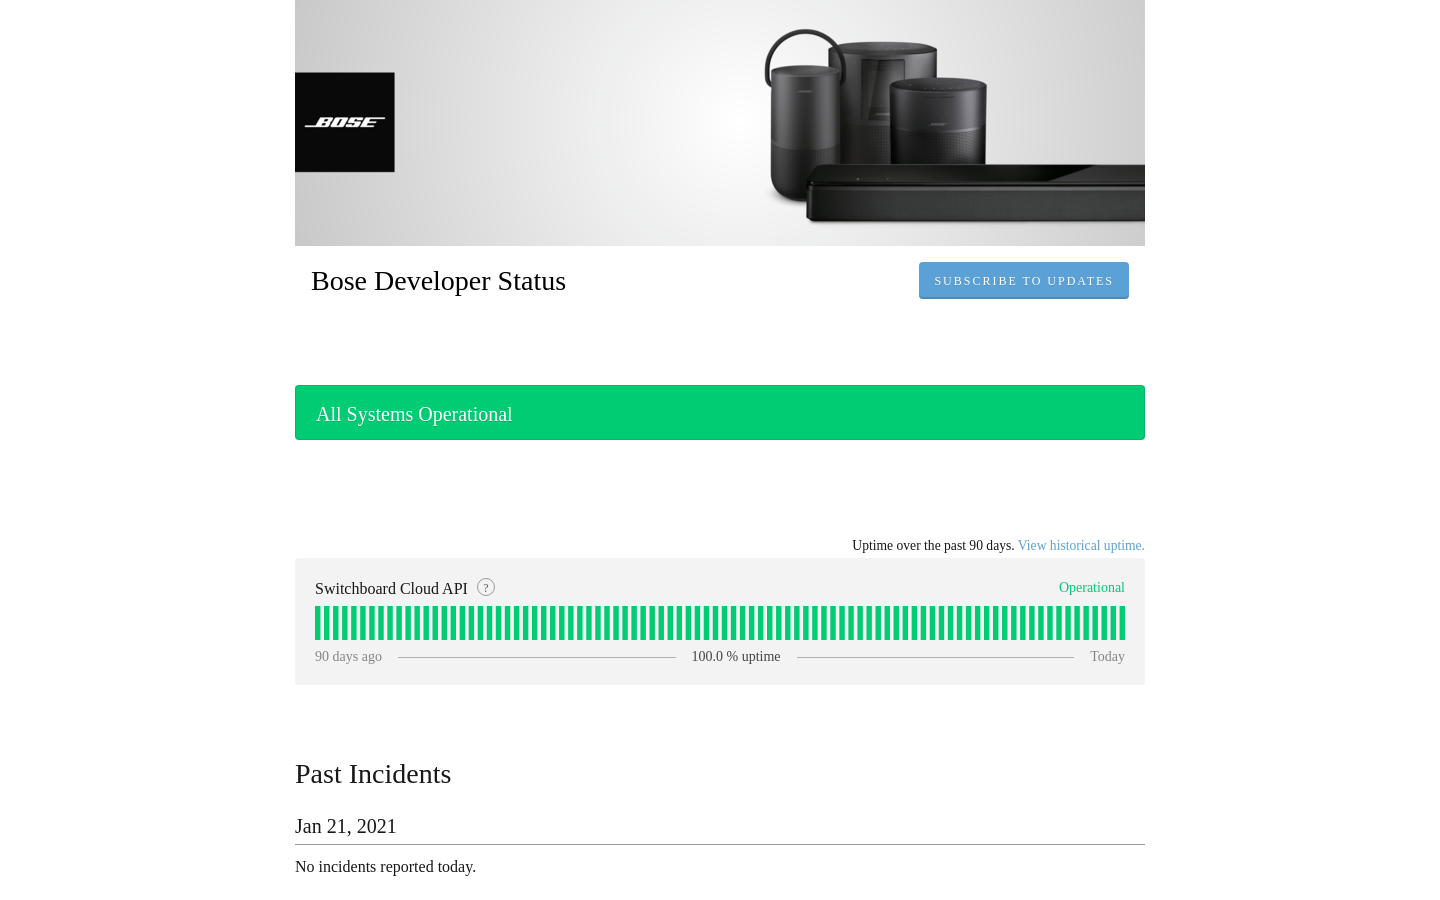 BOSE
Bose Developer Status
SUBSCRIBE TO UPDATES
All Systems Operational
Uptime over the past 90 days. View historical uptime.
Switchboard Cloud API ?
Operational
90 days ago
100.0 % uptime
Today
Past Incidents
Jan 21, 2021
No incidents reported today.